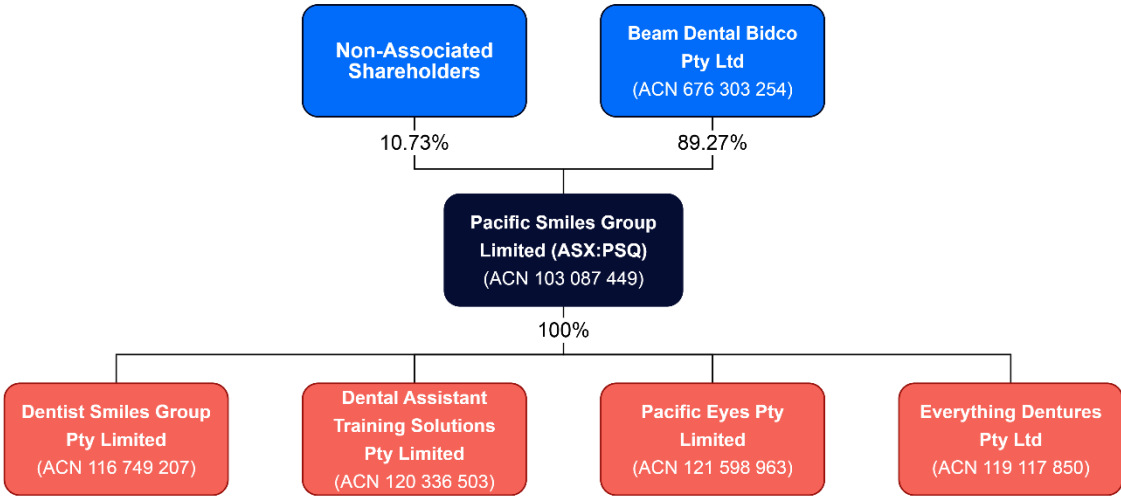 Non-Associated
Shareholders
Beam Dental Bidco
Pty Ltd
(ACN 676 303 254)
10.73%
89.27%
Pacific Smiles Group
Limited (ASX:PSQ)
(ACN 103 087 449)
100%
Dentist Smiles Group
Pty Limited
(ACN 116 749 207)
Dental Assistant
Training Solutions
Pty Limited
(ACN 120 336 503)
Pacific Eyes Pty
Limited
(ACN 121 598 963)
Everything Dentures
Pty Ltd
(ACN 119 117 850)